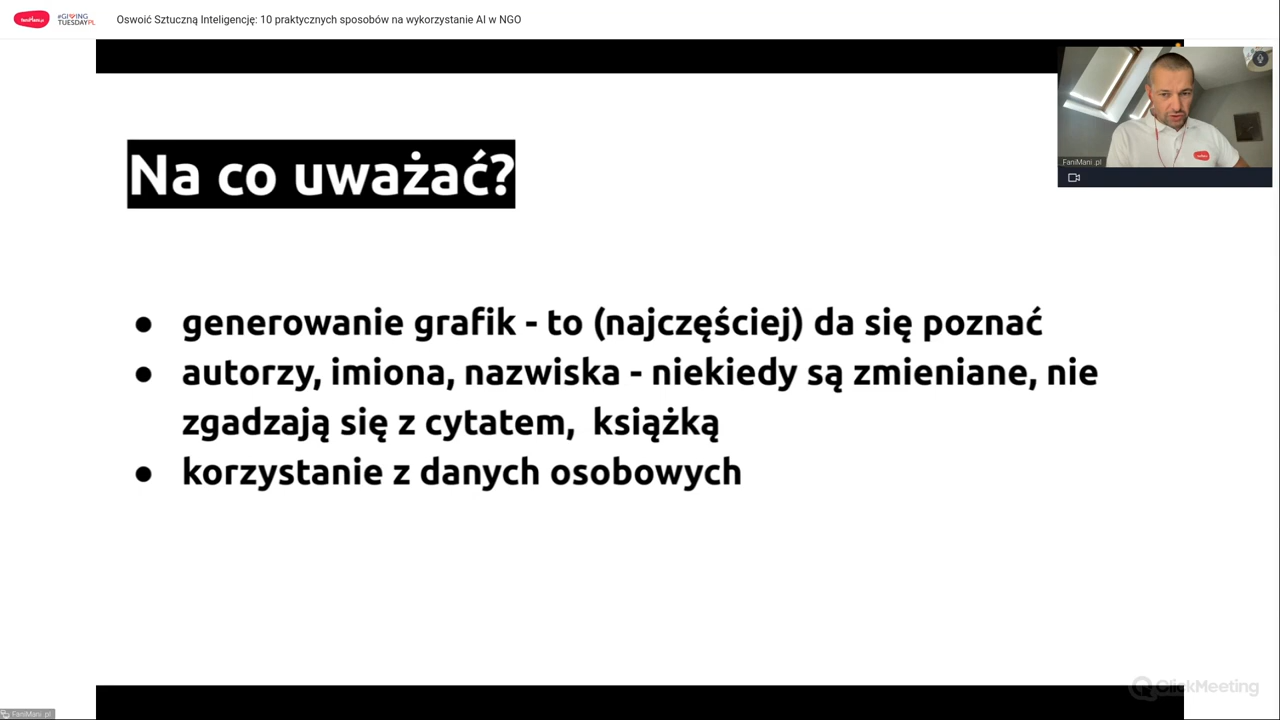 FaniMani.pl
#GIVING
TUESDAYPL
Oswoić Sztuczną Inteligencję: 10 praktycznych sposobów na wykorzystanie AI w NGO
FaniMani .pl
Na co uważać?
● generowanie grafik - to (najczęściej) da się poznać
● autorzy, imiona, nazwiska - niekiedy są zmieniane, nie
zgadzają się z cytatem, książką
● korzystanie z danych osobowych
ClickMeeting
FaniMani .pl